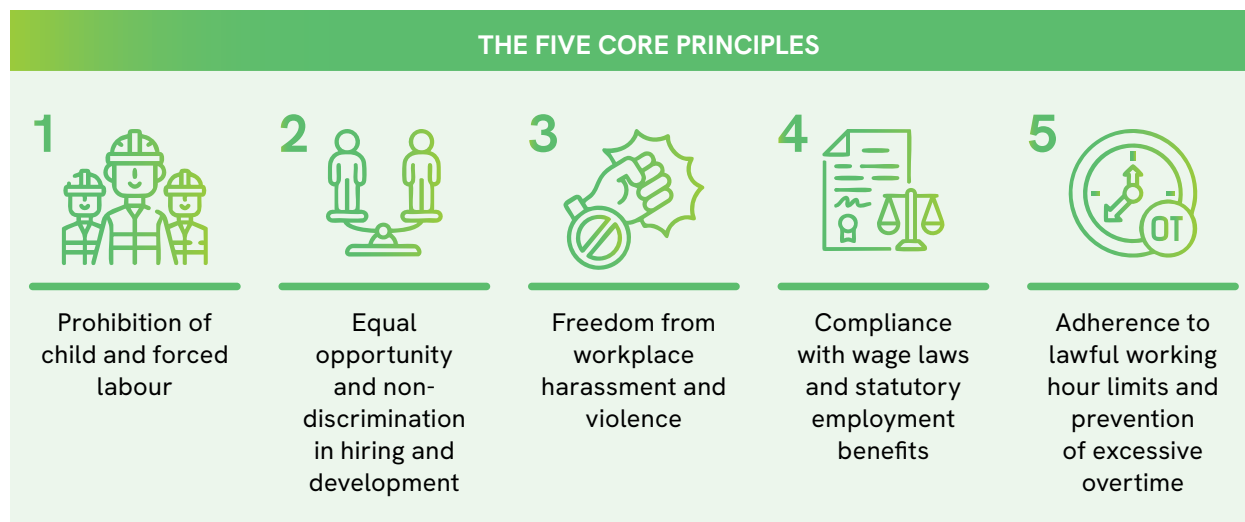 THE FIVE CORE PRINCIPLES
1
Prohibition of
child and forced
labour
2
Equal
opportunity
and non-
discrimination
in hiring and
development
3
Freedom from
workplace
harassment and
violence
4
Compliance
with wage laws
and statutory
employment
benefits
5
OT
Adherence to
lawful working
hour limits and
prevention
of excessive
overtime